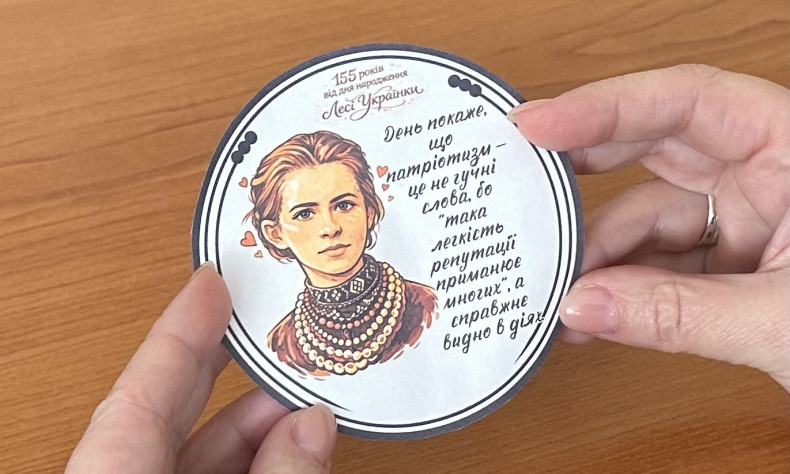 155 років
від дня народження
Лесі Українки
День покаже,
що
патріотизм –
це не гучні
слова, бо
"така
легкість
репутації
приманює
многих", а
справжнє
видно в діях